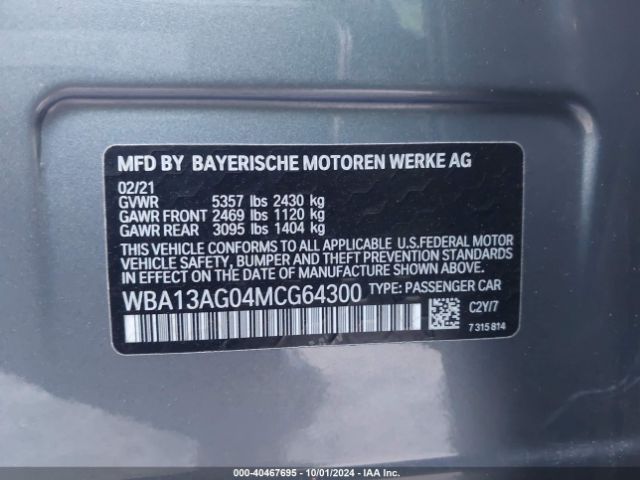 MFD BY BAYERISCHE MOTOREN WERKE AG
02/21
GVWR 5357 lbs 2430 kg
GAWR FRONT 2469 lbs 1120 kg
GAWR REAR 3095 lbs 1404 kg
THIS VEHICLE CONFORMS TO ALL APPLICABLE U.S.FEDERAL MOTOR
VEHICLE SAFETY, BUMPER AND THEFT PREVENTION STANDARDS
IN EFFECT ON THE DATE OF MANUFACTURE SHOWN ABOVE.
WBA13AG04MCG64300 TYPE: PASSENGER CAR
C2Y/7
7 315 814
000-40467695 - 10/01/2024 - IAA Inc.